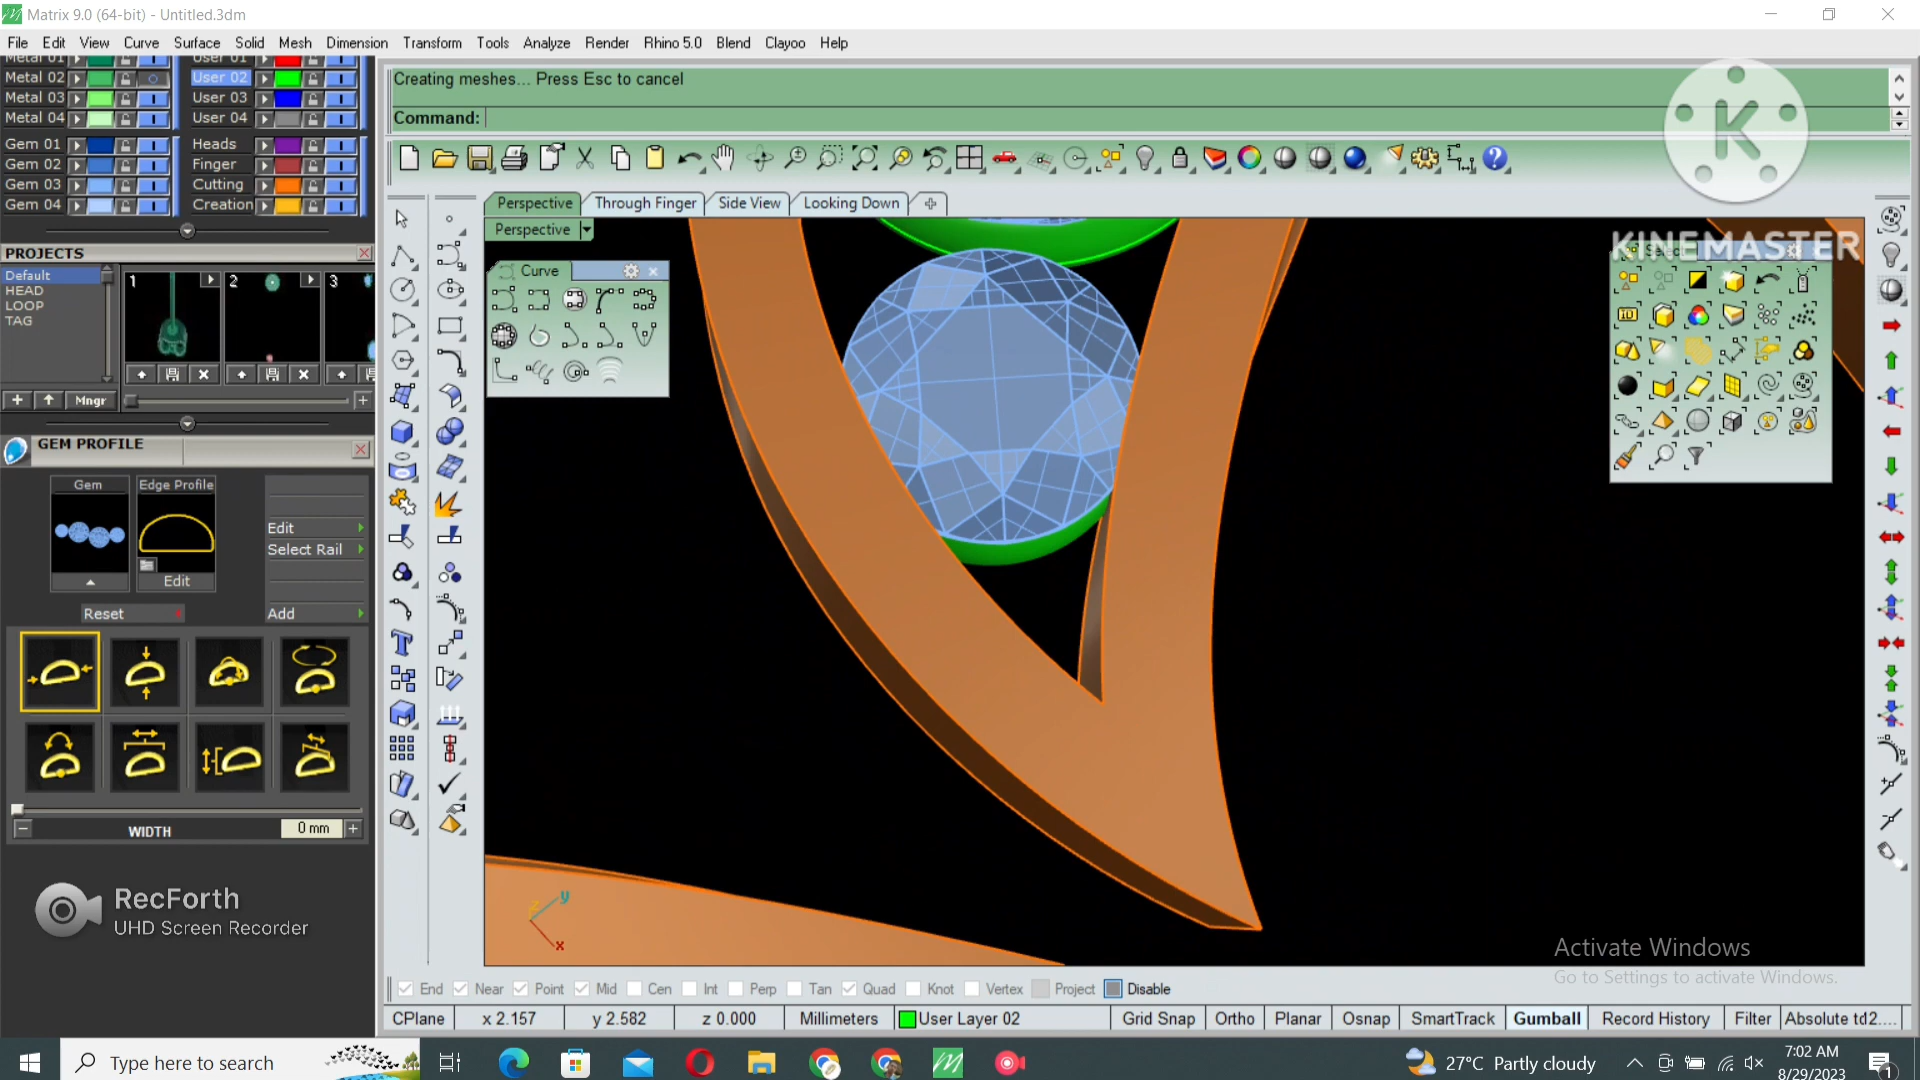 Matrix 9.0 (64-bit) - Untitled.3dm
File Edit View Curve Surface Solid Mesh Dimension Transform Tools Analyze Render Rhino 5.0 Blend Clayoo Help
Metal 01 User 01
Metal 02 User 02
Metal 03 User 03
Metal 04 User 04
Gem 01 Heads
Gem 02 Finger
Gem 03 Cutting
Gem 04 Creation
Creating meshes... Press Esc to cancel
Command:
K
KINEMASTER
Perspective Through Finger Side View Looking Down
Perspective
Curve
PROJECTS
Default
HEAD
LOOP
TAG
1 2 3
Mngr
GEM PROFILE
Gem Edge Profile
Edit
Select Rail
Edit
Reset Add
WIDTH 0 mm
RecForth
UHD Screen Recorder
z y
x
Activate Windows
Go to Settings to activate Windows.
End Near Point Mid Cen Int Perp Tan Quad Knot Vertex Project Disable
CPlane x 2.157 y 2.582 z 0.000 Millimeters User Layer 02 Grid Snap Ortho Planar Osnap SmartTrack Gumball Record History Filter Absolute td2....
Type here to search
27°C Partly cloudy
7:02 AM
8/29/2023
1